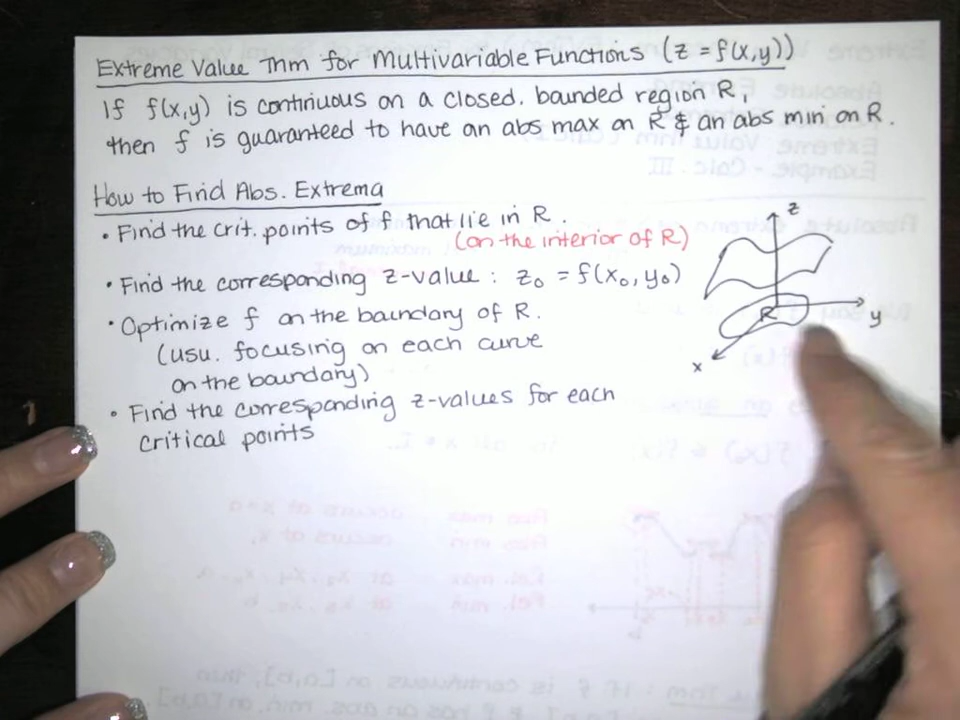 Extreme Value Thm for Multivariable Functions (z = f(x,y))
If f(x,y) is continuous on a closed, bounded region R,
then f is guaranteed to have an abs max on R & an abs min on R.
How to Find Abs. Extrema
• Find the crit. points of f that lie in R.
(on the interior of R)
• Find the corresponding z-value : z₀ = f(x₀, y₀)
• Optimize f on the boundary of R.
(usu. focusing on each curve
on the boundary)
• Find the corresponding z-values for each
critical points
z
R
y
x